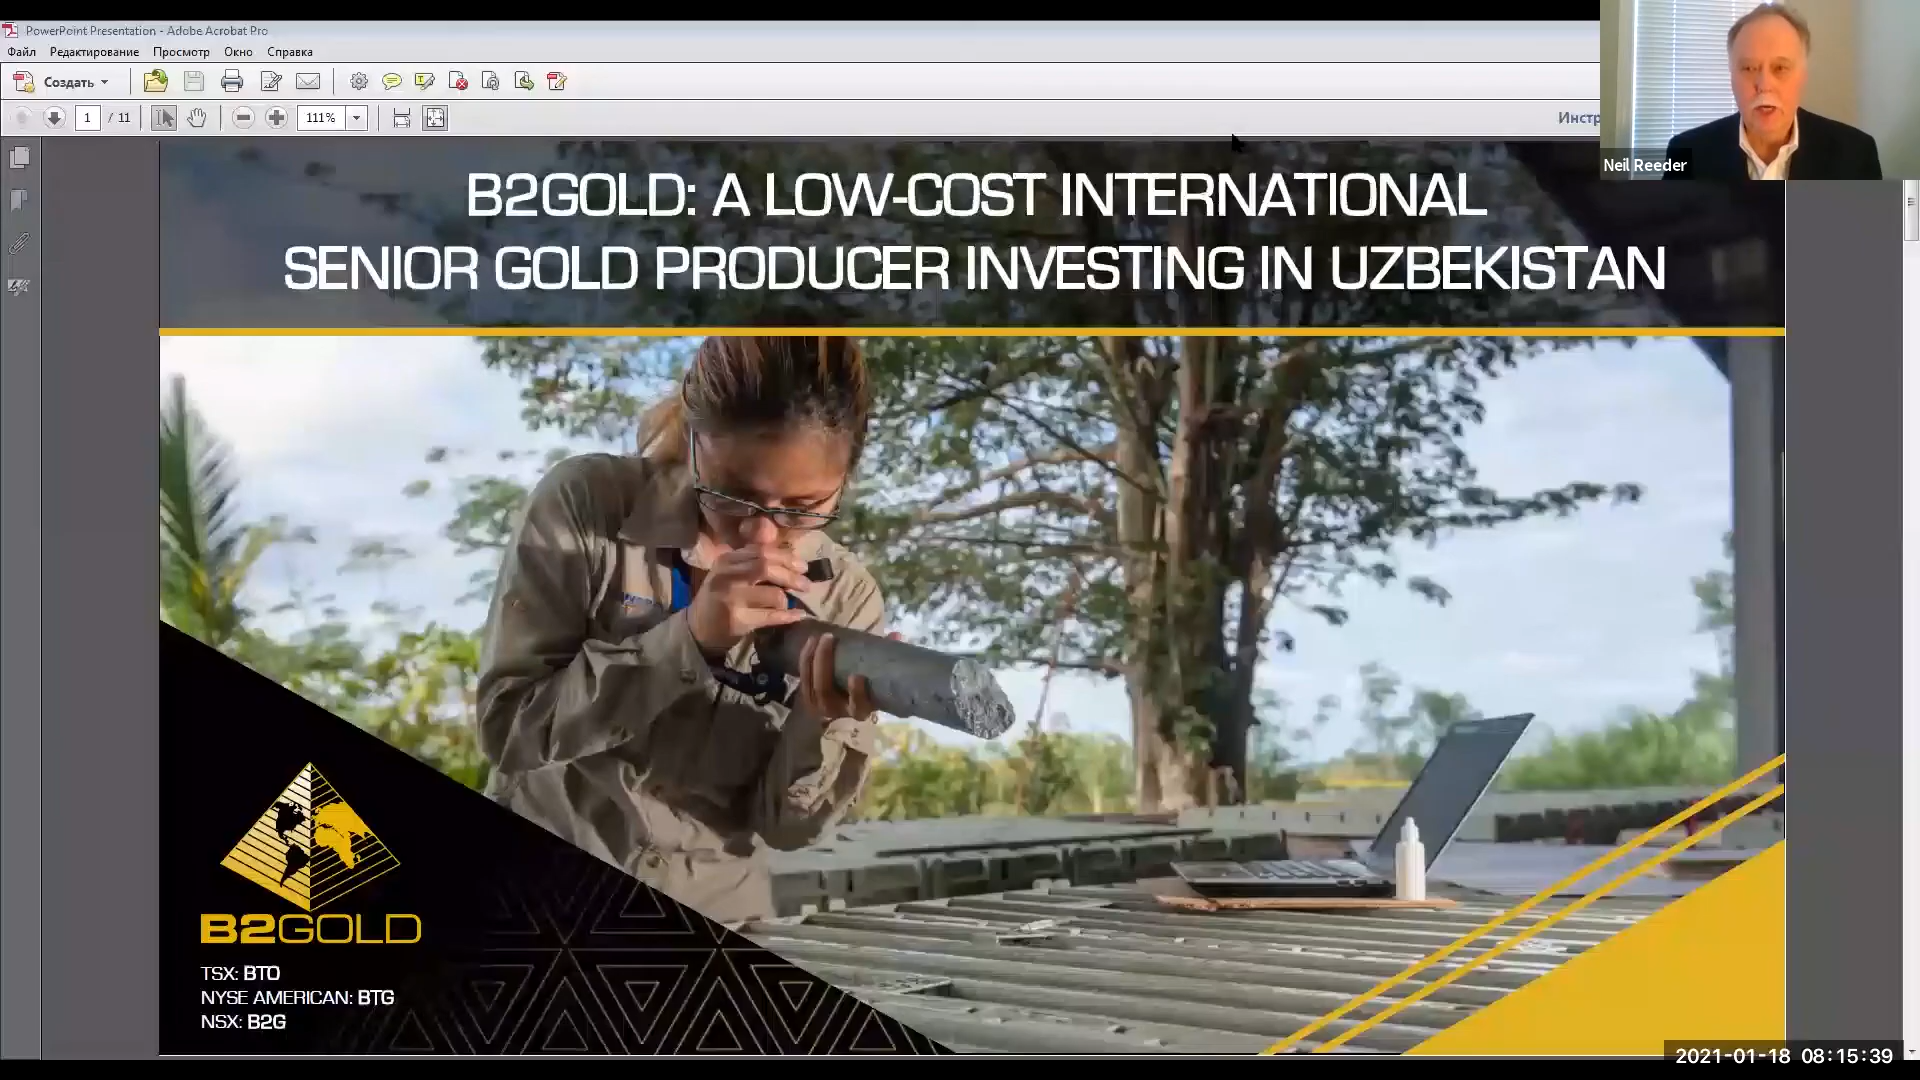 PowerPoint Presentation - Adobe Acrobat Pro
Файл Редактирование Просмотр Окно Справка
Создать
1 / 11 111% Инстр
Neil Reeder
B2GOLD: A LOW-COST INTERNATIONAL
SENIOR GOLD PRODUCER INVESTING IN UZBEKISTAN
B2GOLD
TSX: BTO
NYSE AMERICAN: BTG
NSX: B2G
2021-01-18 08:15:39